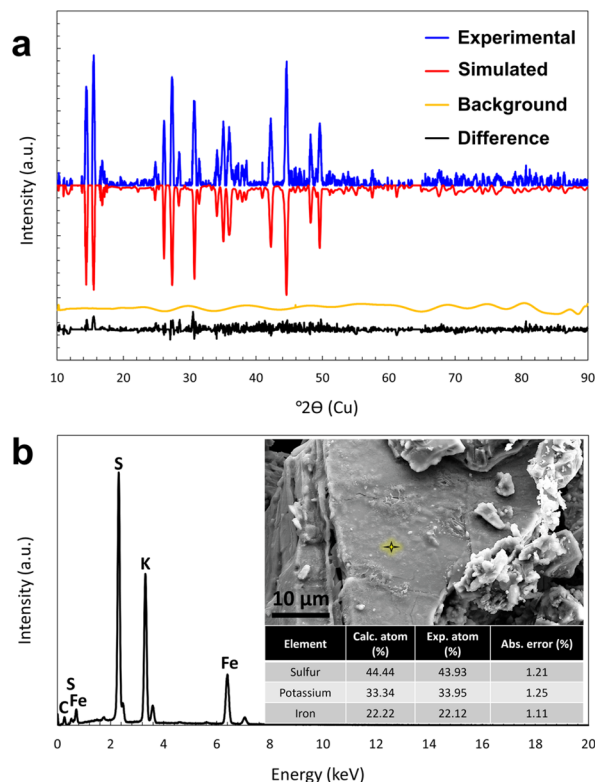 a
Experimental
Simulated
Background
Difference
Intensity (a.u.)
10 20 30 40 50 60 70 80 90
°2ϴ (Cu)
b
S
K
S
Fe
C
Fe
Intensity (a.u.)
10 µm
Element Calc. atom (%) Exp. atom (%) Abs. error (%)
Sulfur 44.44 43.93 1.21
Potassium 33.34 33.95 1.25
Iron 22.22 22.12 1.11
0 2 4 6 8 10 12 14 16 18 20
Energy (keV)